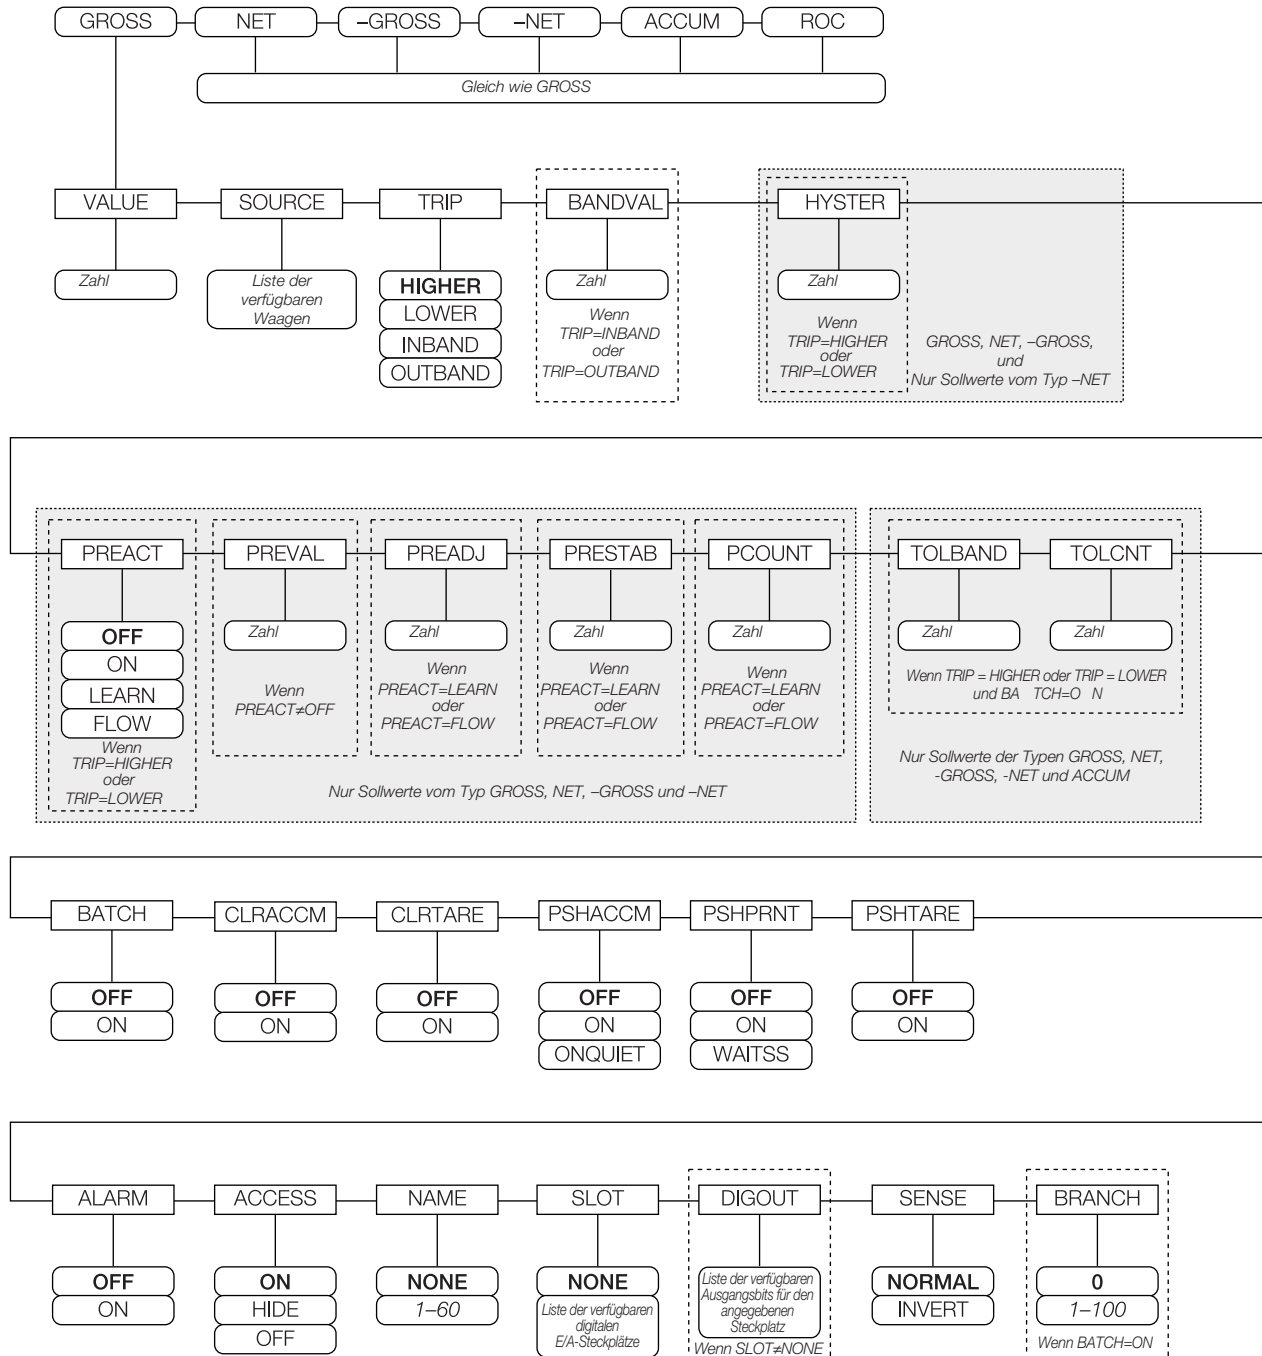 GROSS NET –GROSS –NET ACCUM ROC
Gleich wie GROSS
VALUE SOURCE TRIP BANDVAL HYSTER
Zahl
Liste der
verfügbaren
Waagen
HIGHER
LOWER
INBAND
OUTBAND
Zahl
Wenn
TRIP=INBAND
oder
TRIP=OUTBAND
Zahl
Wenn
TRIP=HIGHER
oder
TRIP=LOWER
GROSS, NET, –GROSS,
und
Nur Sollwerte vom Typ –NET
PREACT PREVAL PREADJ PRESTAB PCOUNT TOLBAND TOLCNT
OFF
ON
LEARN
FLOW
Wenn
TRIP=HIGHER
oder
TRIP=LOWER
Zahl
Wenn
PREACT≠OFF
Zahl
Wenn
PREACT=LEARN
oder
PREACT=FLOW
Zahl
Wenn
PREACT=LEARN
oder
PREACT=FLOW
Zahl
Wenn
PREACT=LEARN
oder
PREACT=FLOW
Nur Sollwerte vom Typ GROSS, NET, –GROSS und –NET
Zahl
Zahl
Wenn TRIP = HIGHER oder TRIP = LOWER
und BA TCH=O N
Nur Sollwerte der Typen GROSS, NET,
-GROSS, -NET und ACCUM
BATCH CLRACCM CLRTARE PSHACCM PSHPRNT PSHTARE
OFF
ON
OFF
ON
OFF
ON
OFF
ON
ONQUIET
OFF
ON
WAITSS
OFF
ON
ALARM ACCESS NAME SLOT DIGOUT SENSE BRANCH
OFF
ON
ON
HIDE
OFF
NONE
1–60
NONE
Liste der verfügbaren
digitalen
E/A-Steckplätze
Liste der verfügbaren
Ausgangsbits für den
angegebenen
Steckplatz
Wenn SLOT≠NONE
NORMAL
INVERT
0
1–100
Wenn BATCH=ON